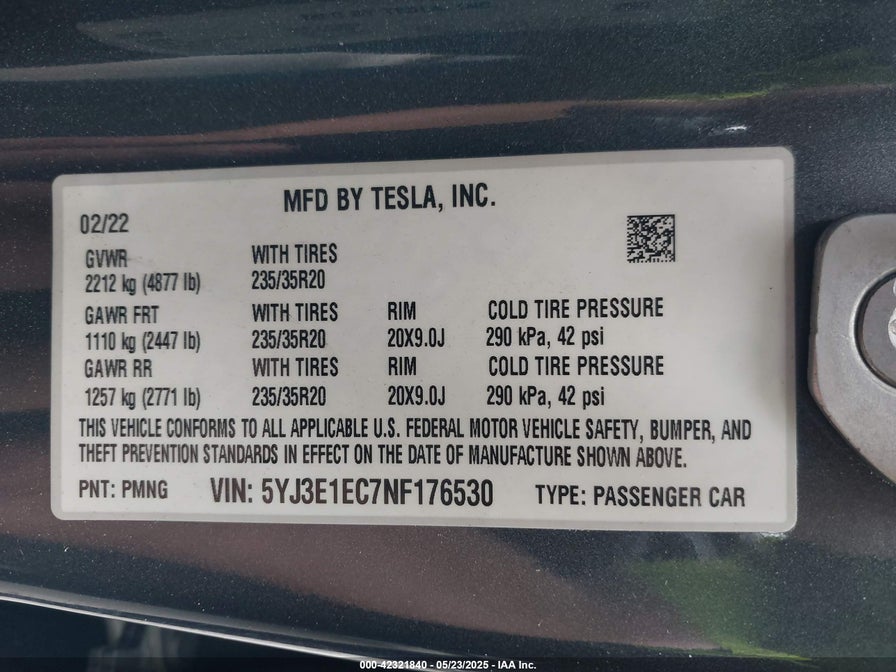 MFD BY TESLA, INC.
02/22
GVWR WITH TIRES
2212 kg (4877 lb) 235/35R20
GAWR FRT WITH TIRES RIM COLD TIRE PRESSURE
1110 kg (2447 lb) 235/35R20 20X9.0J 290 kPa, 42 psi
GAWR RR WITH TIRES RIM COLD TIRE PRESSURE
1257 kg (2771 lb) 235/35R20 20X9.0J 290 kPa, 42 psi
THIS VEHICLE CONFORMS TO ALL APPLICABLE U.S. FEDERAL MOTOR VEHICLE SAFETY, BUMPER, AND
THEFT PREVENTION STANDARDS IN EFFECT ON THE DATE OF MANUFACTURE SHOWN ABOVE.
PNT: PMNG VIN: 5YJ3E1EC7NF176530 TYPE: PASSENGER CAR
000-42321840 - 05/23/2025 - IAA Inc.